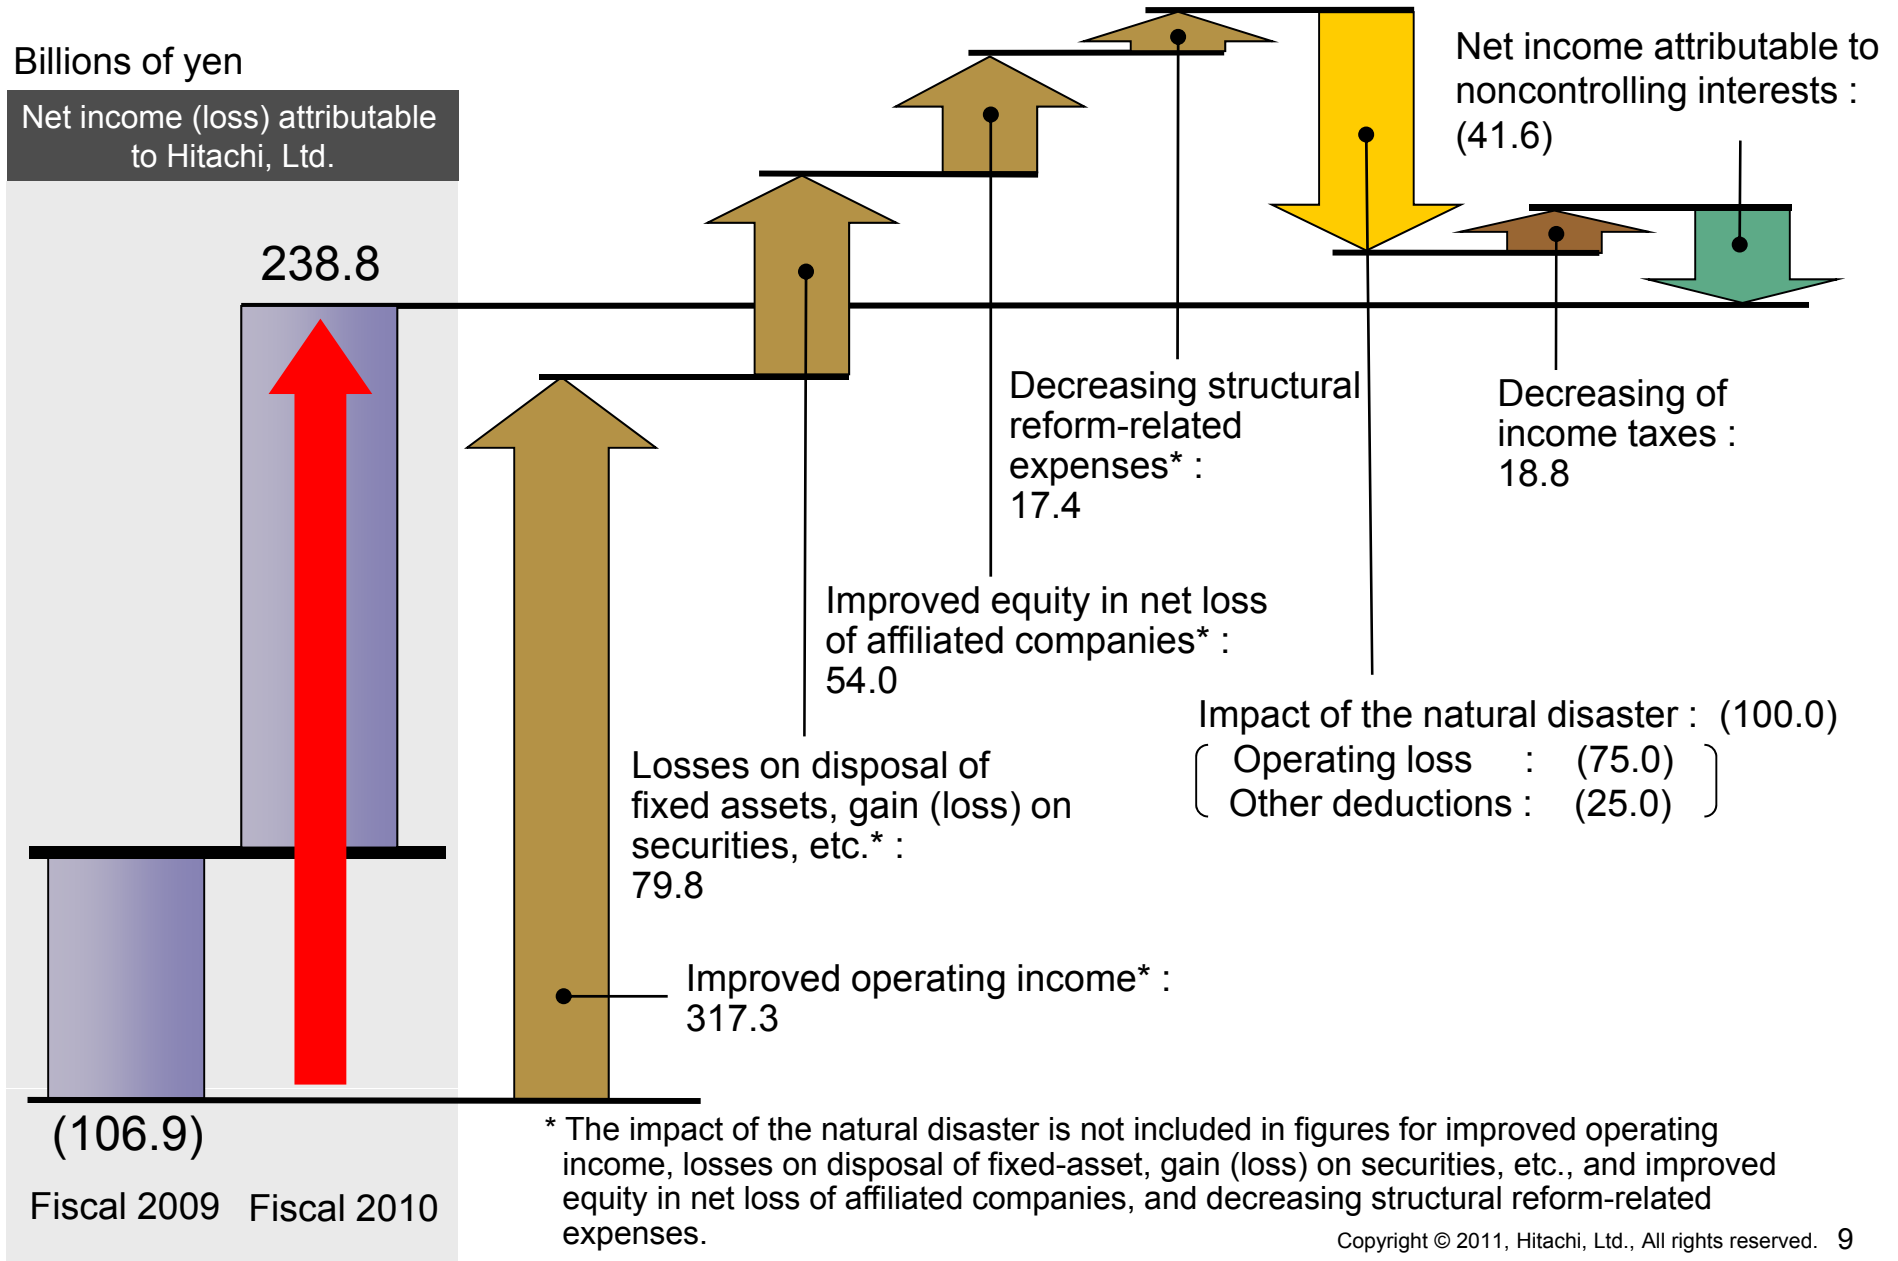 Billions of yen
Net income (loss) attributable
to Hitachi, Ltd.
238.8
(106.9)
Fiscal 2009
Fiscal 2010
Improved operating income* :
317.3
Losses on disposal of
fixed assets, gain (loss) on
securities, etc.* :
79.8
Improved equity in net loss
of affiliated companies* :
54.0
Decreasing structural
reform-related
expenses* :
17.4
Impact of the natural disaster : (100.0)
Operating loss : (75.0)
Other deductions : (25.0)
Decreasing of
income taxes :
18.8
Net income attributable to
noncontrolling interests :
(41.6)
* The impact of the natural disaster is not included in figures for improved operating
income, losses on disposal of fixed-asset, gain (loss) on securities, etc., and improved
equity in net loss of affiliated companies, and decreasing structural reform-related
expenses.
Copyright © 2011, Hitachi, Ltd., All rights reserved. 9